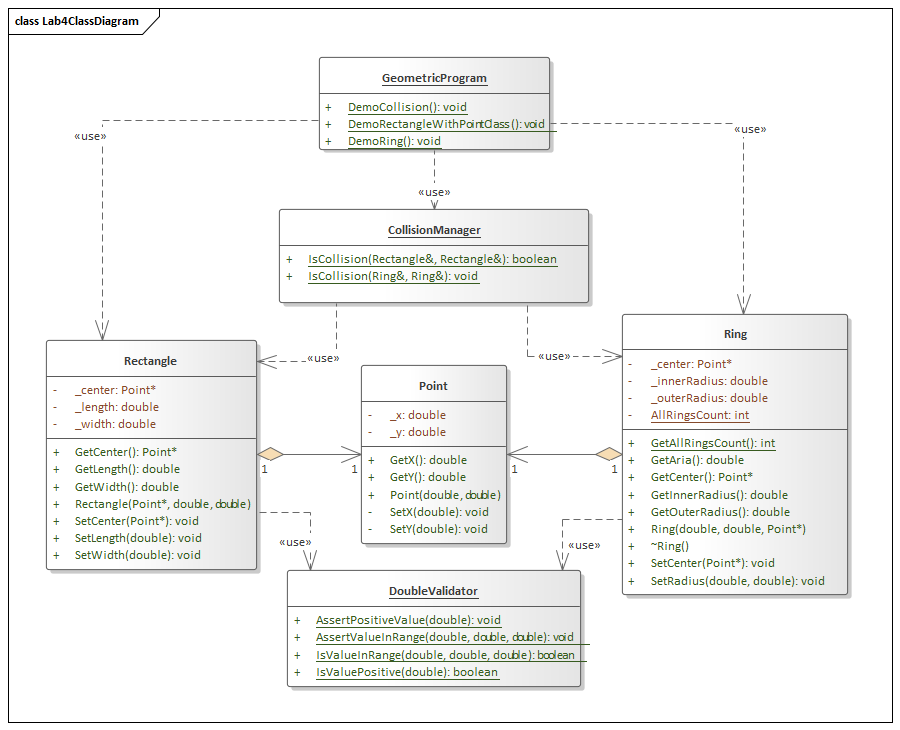 class Lab4ClassDiagram
GeometricProgram
+ DemoCollision(): void
+ DemoRectangleWithPointClass(): void
+ DemoRing(): void
«use»
«use»
«use»
CollisionManager
+ IsCollision(Rectangle&, Rectangle&): boolean
+ IsCollision(Ring&, Ring&): void
«use»
«use»
Rectangle
- _center: Point*
- _length: double
- _width: double
+ GetCenter(): Point*
+ GetLength(): double
+ GetWidth(): double
+ Rectangle(Point*, double, double)
+ SetCenter(Point*): void
+ SetLength(double): void
+ SetWidth(double): void
1
1
Point
- _x: double
- _y: double
+ GetX(): double
+ GetY(): double
+ Point(double, double)
- SetX(double): void
- SetY(double): void
1
1
Ring
- _center: Point*
- _innerRadius: double
- _outerRadius: double
- AllRingsCount: int
+ GetAllRingsCount(): int
+ GetAria(): double
+ GetCenter(): Point*
+ GetInnerRadius(): double
+ GetOuterRadius(): double
+ Ring(double, double, Point*)
+ ~Ring()
+ SetCenter(Point*): void
+ SetRadius(double, double): void
«use»
«use»
DoubleValidator
+ AssertPositiveValue(double): void
+ AssertValueInRange(double, double, double): void
+ IsValueInRange(double, double, double): boolean
+ IsValuePositive(double): boolean